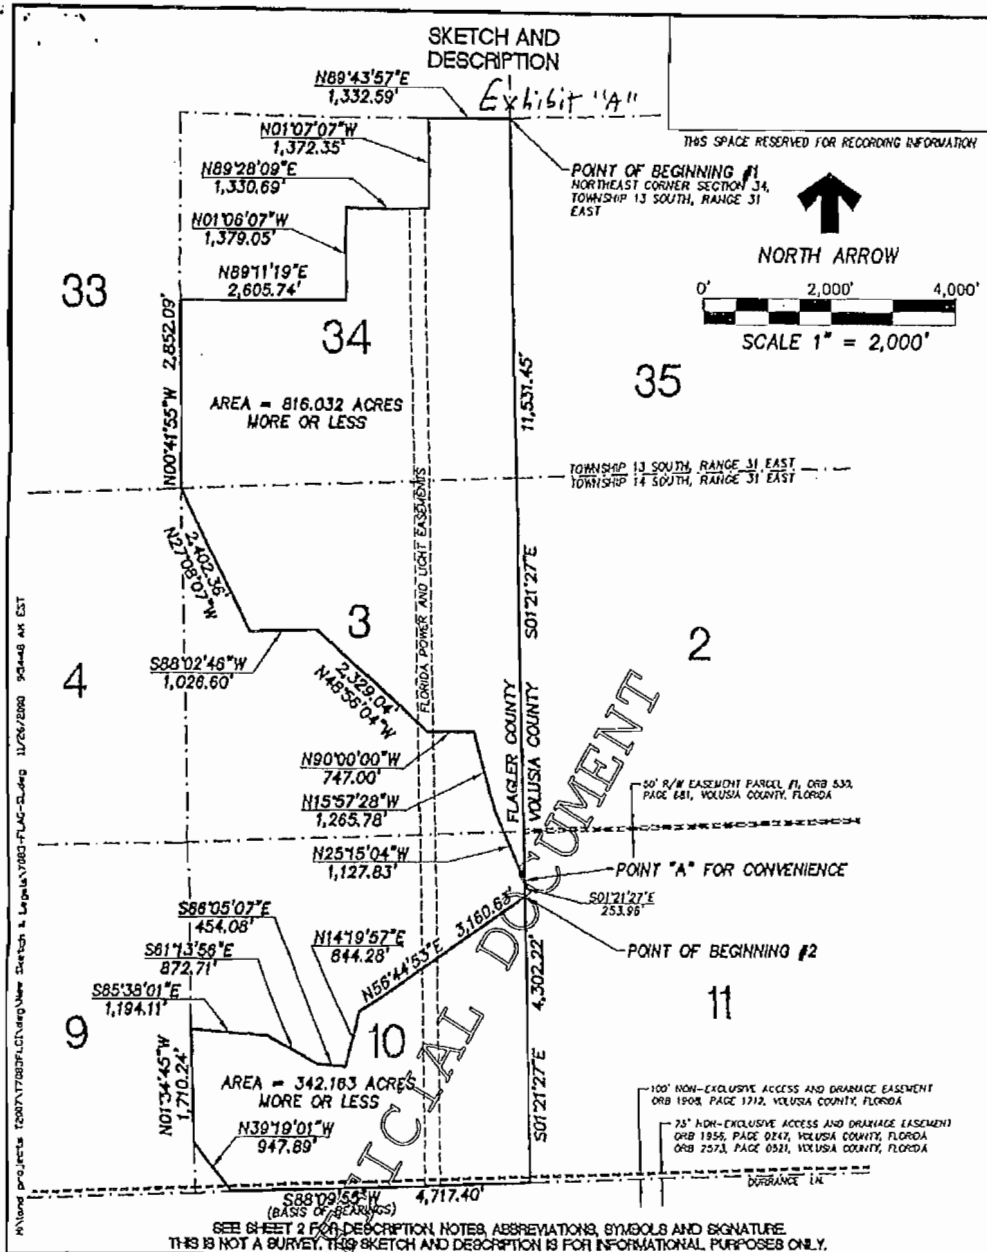 SKETCH AND
DESCRIPTION
Exhibit "A"
N89°43'57"E
1,332.59'
THIS SPACE RESERVED FOR RECORDING INFORMATION
N01°07'07"W
1,372.35'
N89°28'09"E
1,330.69'
POINT OF BEGINNING #1
NORTHEAST CORNER SECTION 34,
TOWNSHIP 13 SOUTH, RANGE 31
EAST
N01°06'07"W
1,379.05'
NORTH ARROW
N89°11'19"E
2,605.74'
0' 2,000' 4,000'
SCALE 1" = 2,000'
33
34
35
N00°41'55"W 2,852.09'
11,531.45'
AREA = 816.032 ACRES
MORE OR LESS
TOWNSHIP 13 SOUTH, RANGE 31 EAST
TOWNSHIP 14 SOUTH, RANGE 31 EAST
FLORIDA POWER AND LIGHT EASEMENTS
2,402.36'
N27°08'07"W
S01°21'27"E
3
2
4
S88°02'46"W
1,026.60'
2,329.04'
N48°56'04"W
FLAGLER COUNTY
VOLUSIA COUNTY
N90°00'00"W
747.00'
N15°57'28"W
1,265.78'
50' R/W EASEMENT PARCEL #1, ORB 530,
PAGE 681, VOLUSIA COUNTY, FLORIDA
N25°15'04"W
1,127.83'
POINT "A" FOR CONVENIENCE
S01°21'27"E
253.96'
S66°05'07"E
454.08'
N14°19'57"E
844.28'
N56°44'53"E 3,160.63'
POINT OF BEGINNING #2
S61°13'56"E
872.71'
4,302.22'
S85°38'01"E
1,194.11'
9
10
11
N01°34'45"W
1,710.24'
AREA = 342.163 ACRES
MORE OR LESS
S01°21'27"E
100' NON-EXCLUSIVE ACCESS AND DRAINAGE EASEMENT
ORB 1908, PAGE 1712, VOLUSIA COUNTY, FLORIDA
N39°19'01"W
947.89'
75' NON-EXCLUSIVE ACCESS AND DRAINAGE EASEMENT
ORB 1955, PAGE 0247, VOLUSIA COUNTY, FLORIDA
ORB 2573, PAGE 0521, VOLUSIA COUNTY, FLORIDA
DURRANCE LN.
S88°09'55"W 4,717.40'
(BASIS OF BEARINGS)
SEE SHEET 2 FOR DESCRIPTION, NOTES, ABBREVIATIONS, SYMBOLS AND SIGNATURE.
THIS IS NOT A SURVEY. THIS SKETCH AND DESCRIPTION IS FOR INFORMATIONAL PURPOSES ONLY.
FICIAL DOCUMENT